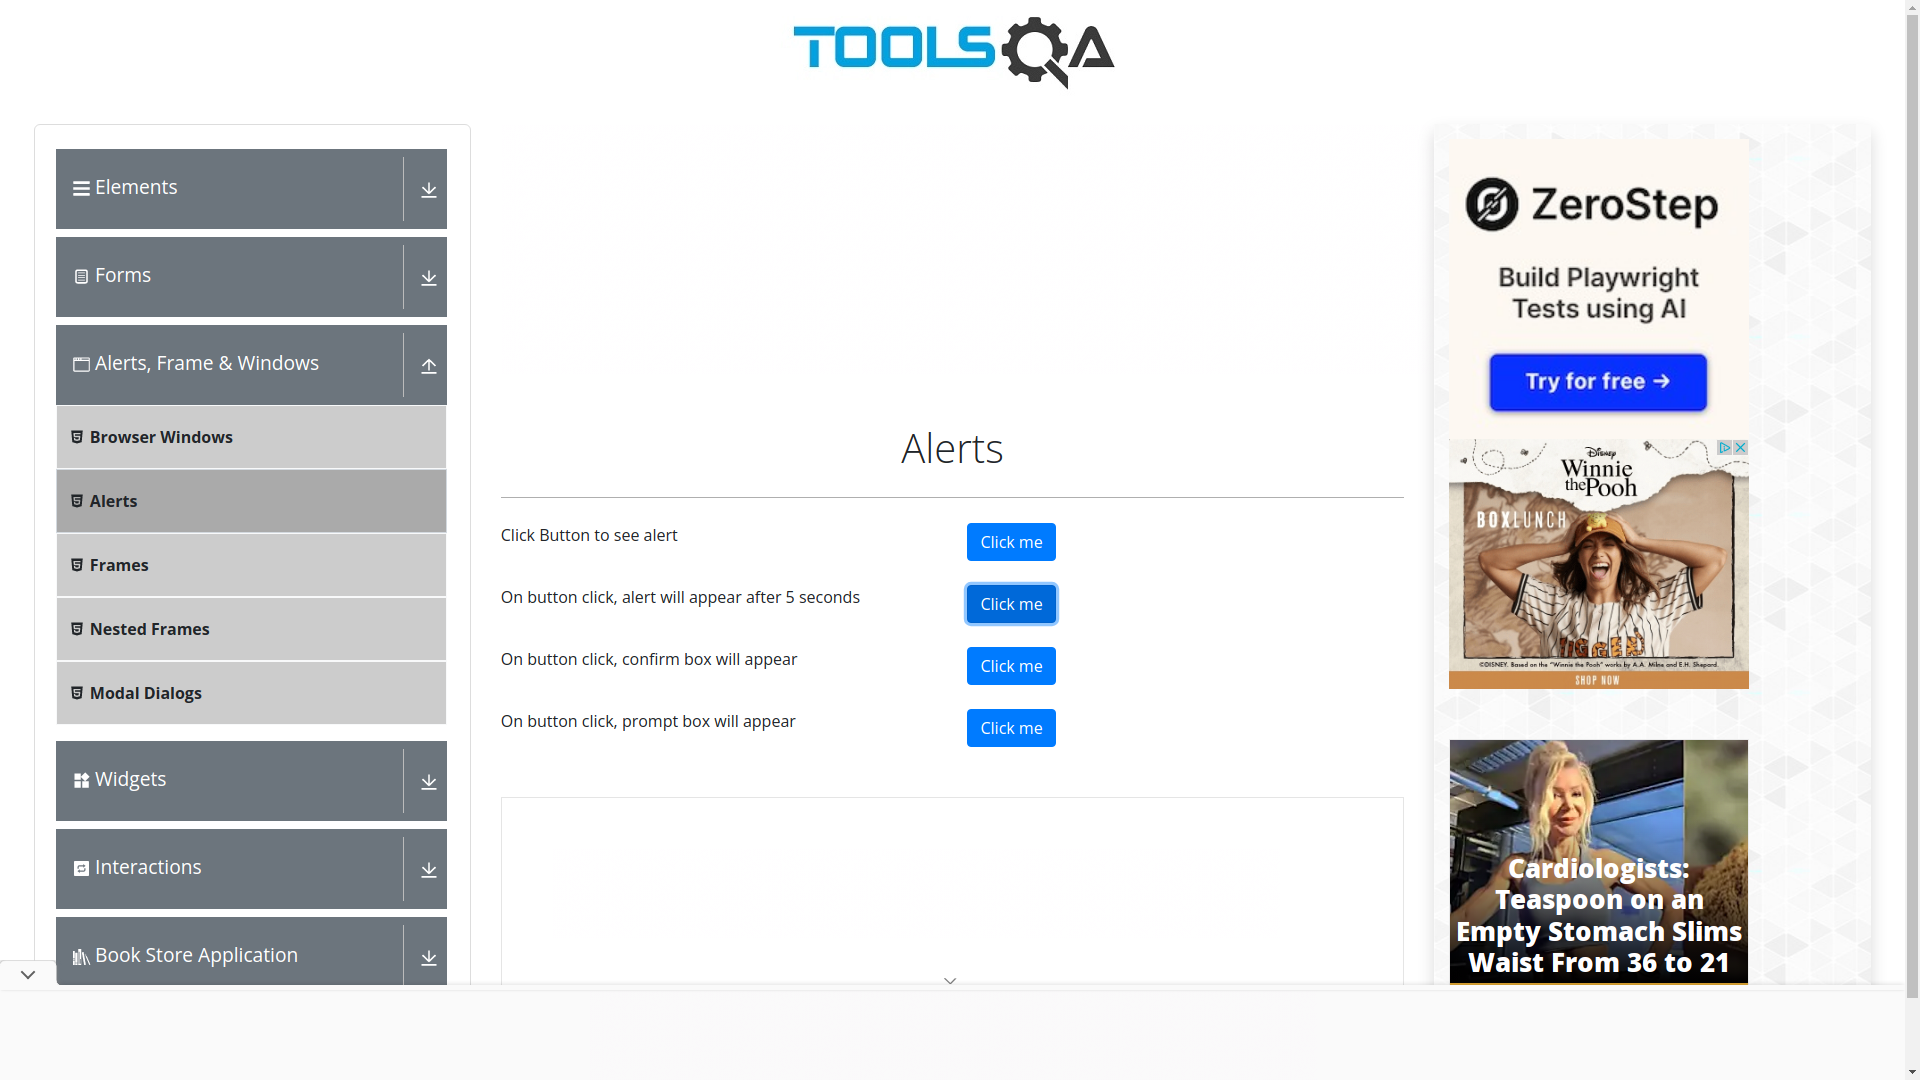 TOOLSQA
Elements
Forms
Alerts, Frame & Windows
Browser Windows
Alerts
Frames
Nested Frames
Modal Dialogs
Widgets
Interactions
Book Store Application
Alerts
Click Button to see alert
Click me
On button click, alert will appear after 5 seconds
Click me
On button click, confirm box will appear
Click me
On button click, prompt box will appear
Click me
ZeroStep
Build Playwright
Tests using AI
Try for free →
Disney
Winnie
the Pooh
BOXLUNCH
TIGGER
©DISNEY. Based on the "Winnie the Pooh" works by A.A. Milne and E.H. Shepard.
SHOP NOW
Cardiologists:
Teaspoon on an
Empty Stomach Slims
Waist From 36 to 21